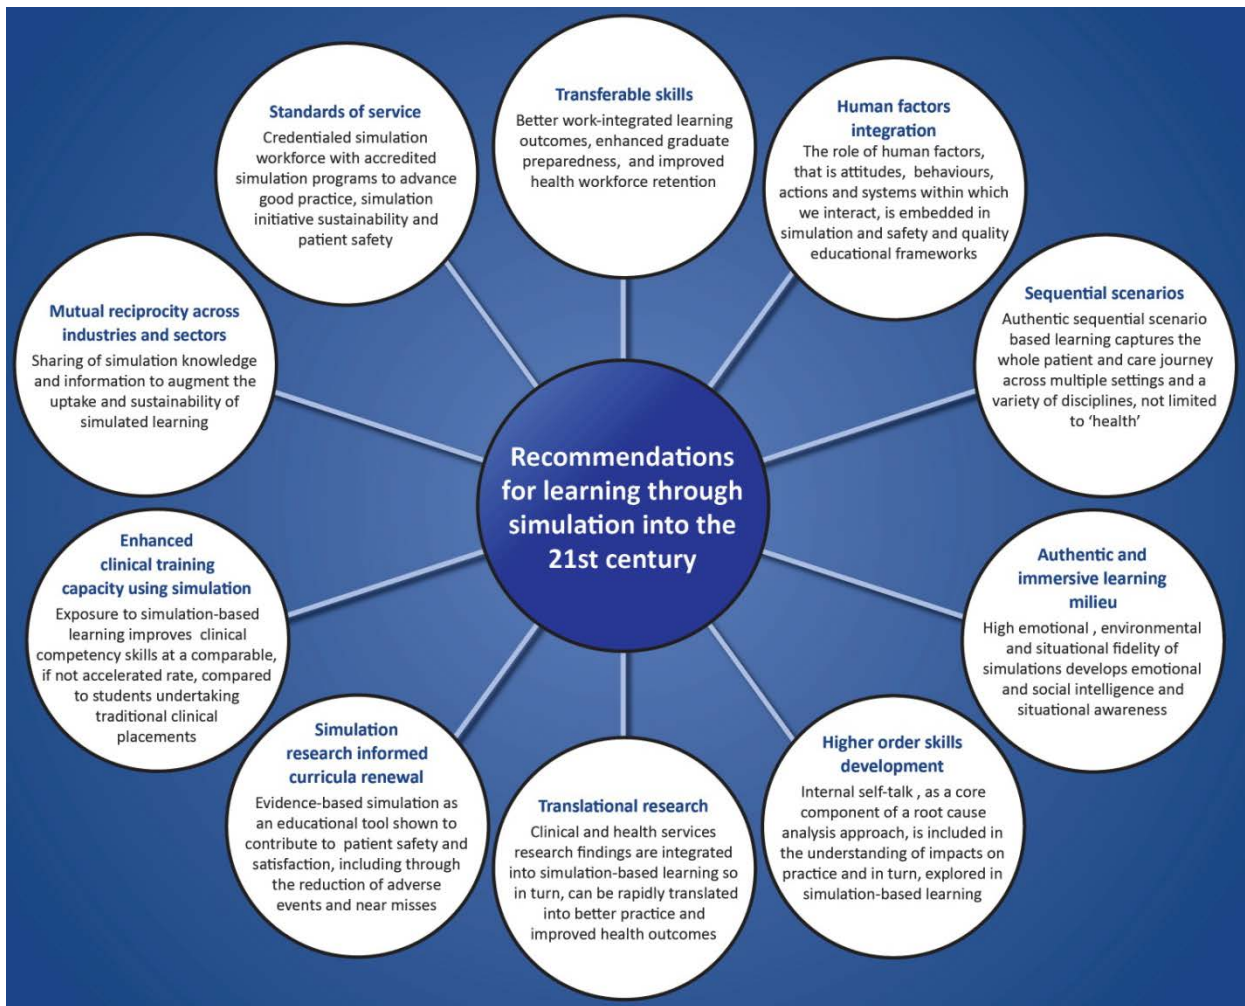 Transferable skills
Better work-integrated learning
outcomes, enhanced graduate
preparedness, and improved
health workforce retention
Human factors
integration
The role of human factors,
that is attitudes, behaviours,
actions and systems within which
we interact, is embedded in
simulation and safety and quality
educational frameworks
Sequential scenarios
Authentic sequential scenario
based learning captures the
whole patient and care journey
across multiple settings and a
variety of disciplines, not limited
to ‘health’
Authentic and
immersive learning
milieu
High emotional , environmental
and situational fidelity of
simulations develops emotional
and social intelligence and
situational awareness
Higher order skills
development
Internal self-talk , as a core
component of a root cause
analysis approach, is included in
the understanding of impacts on
practice and in turn, explored in
simulation-based learning
Translational research
Clinical and health services
research findings are integrated
into simulation-based learning so
in turn, can be rapidly translated
into better practice and
improved health outcomes
Simulation
research informed
curricula renewal
Evidence-based simulation as
an educational tool shown to
contribute to patient safety and
satisfaction, including through
the reduction of adverse
events and near misses
Enhanced
clinical training
capacity using simulation
Exposure to simulation-based
learning improves clinical
competency skills at a comparable,
if not accelerated rate, compared
to students undertaking
traditional clinical
placements
Mutual reciprocity across
industries and sectors
Sharing of simulation knowledge
and information to augment the
uptake and sustainability of
simulated learning
Standards of service
Credentialed simulation
workforce with accredited
simulation programs to advance
good practice, simulation
initiative sustainability and
patient safety
Recommendations
for learning through
simulation into the
21st century